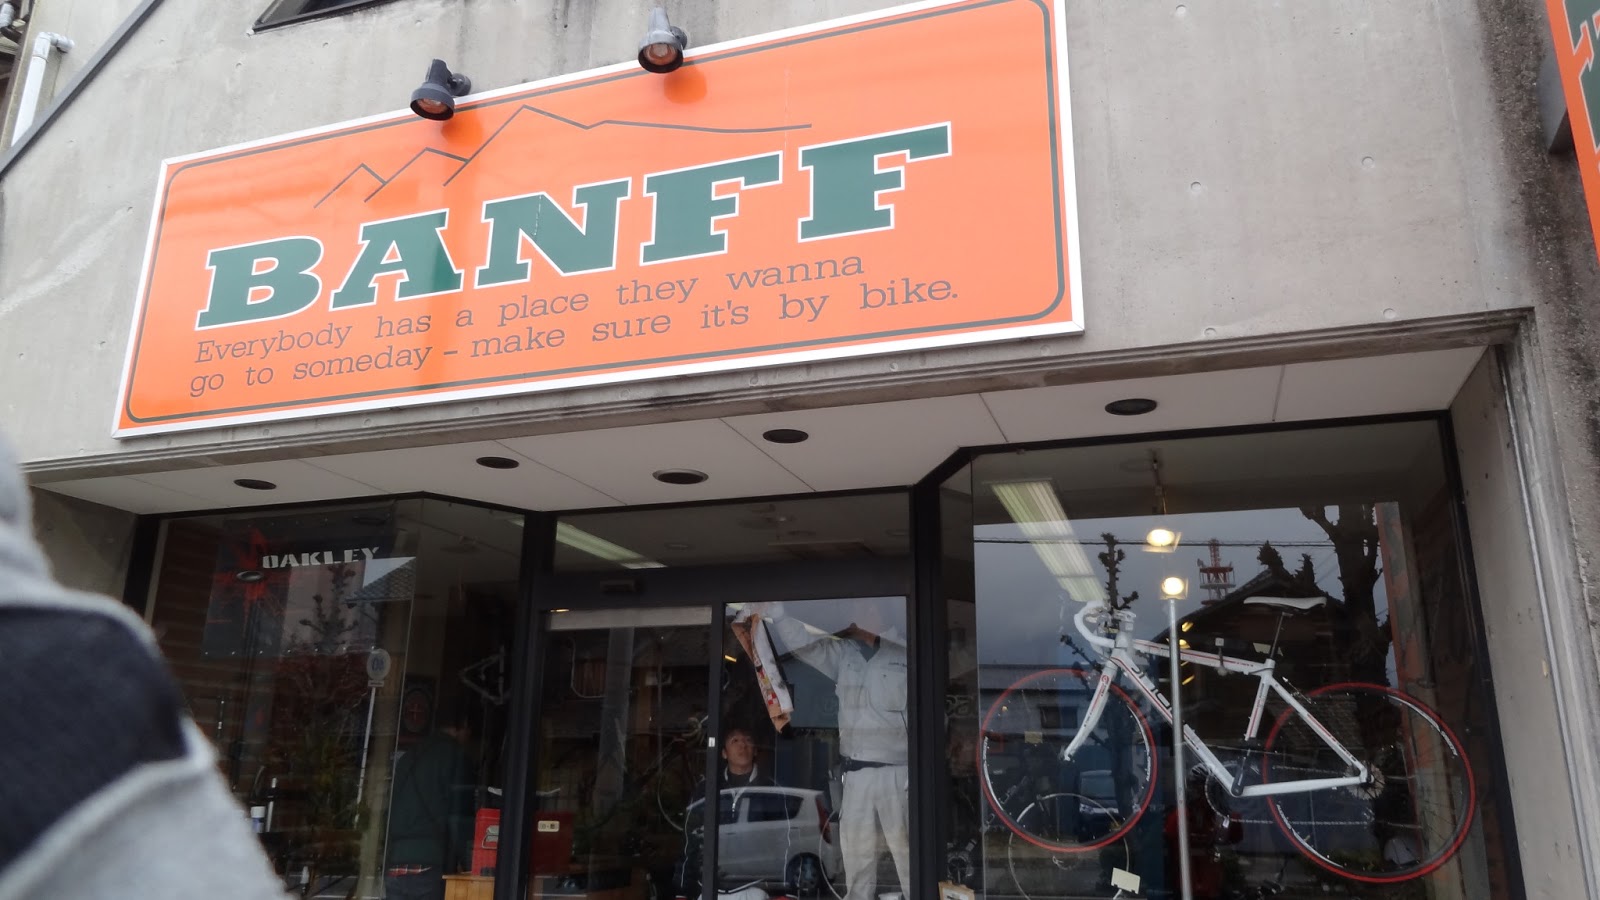 BANFF
Everybody has a place they wanna
go to someday - make sure it's by bike.
OAKLEY